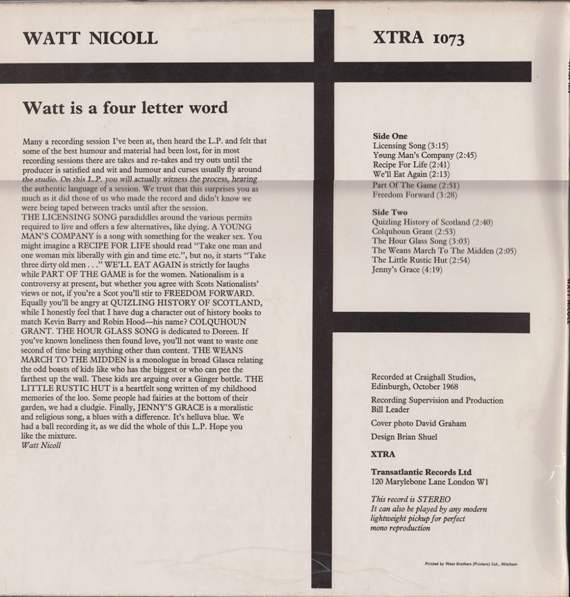 WATT NICOLL
XTRA 1073
Watt is a four letter word
Many a recording session I've been at, then heard the L.P. and felt that
some of the best humour and material had been lost, for in most
recording sessions there are takes and re-takes and try outs until the
producer is satisfied and wit and humour and curses usually fly around
the studio. On this L.P. you will actually witness the process, hearing
the authentic language of a session. We trust that this surprises you as
much as it did those of us who made the record and didn't know we
were being taped between tracks until after the session.
THE LICENSING SONG paradiddles around the various permits
required to live and offers a few alternatives, like dying. A YOUNG
MAN'S COMPANY is a song with something for the weaker sex. You
might imagine a RECIPE FOR LIFE should read "Take one man and
one woman mix liberally with gin and time etc.", but no, it starts "Take
three dirty old men . . ." WE'LL EAT AGAIN is strictly for laughs
while PART OF THE GAME is for the women. Nationalism is a
controversy at present, but whether you agree with Scots Nationalists'
views or not, if you're a Scot you'll stir to FREEDOM FORWARD.
Equally you'll be angry at QUIZLING HISTORY OF SCOTLAND,
while I honestly feel that I have dug a character out of history books to
match Kevin Barry and Robin Hood—his name? COLQUHOUN
GRANT. THE HOUR GLASS SONG is dedicated to Doreen. If
you've known loneliness then found love, you'll not want to waste one
second of time being anything other than content. THE WEANS
MARCH TO THE MIDDEN is a monologue in broad Glasca relating
the odd boasts of kids like who has the biggest or who can pee the
farthest up the wall. These kids are arguing over a Ginger bottle. THE
LITTLE RUSTIC HUT is a heartfelt song written of my childhood
memories of the loo. Some people had fairies at the bottom of their
garden, we had a cludgie. Finally, JENNY'S GRACE is a moralistic
and religious song, a blues with a difference. It's helluva blue. We
had a ball recording it, as we did the whole of this L.P. Hope you
like the mixture.
Watt Nicoll
Side One
Licensing Song (3:15)
Young Man's Company (2:45)
Recipe For Life (2:41)
We'll Eat Again (2:13)
Part Of The Game (2:51)
Freedom Forward (3:28)
Side Two
Quizling History of Scotland (2:40)
Colquhoun Grant (2:53)
The Hour Glass Song (3:03)
The Weans March To The Midden (2:05)
The Little Rustic Hut (2:54)
Jenny's Grace (4:19)
Recorded at Craighall Studios,
Edinburgh, October 1968
Recording Supervision and Production
Bill Leader
Cover photo David Graham
Design Brian Shuel
XTRA
Transatlantic Records Ltd
120 Marylebone Lane London W1
This record is STEREO
It can also be played by any modern
lightweight pickup for perfect
mono reproduction
Printed by West Brothers (Printers) Ltd., Mitcham